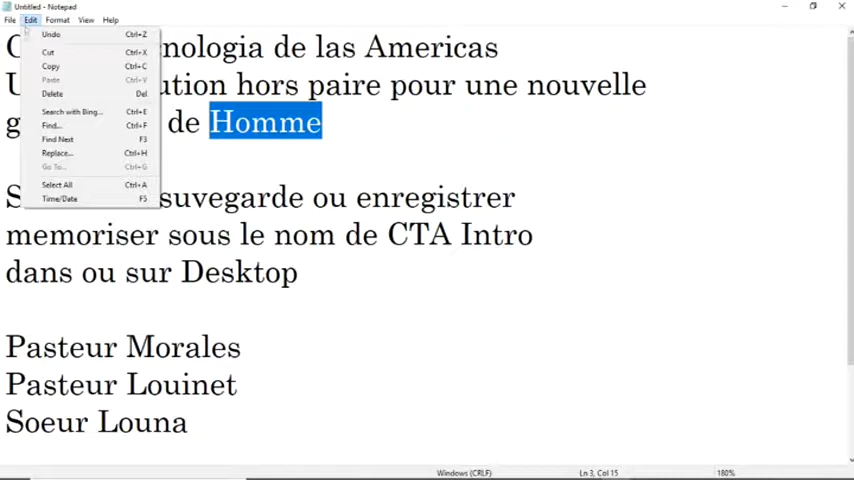 Untitled - Notepad
File Edit Format View Help
Undo Ctrl+Z
Cut Ctrl+X
Copy Ctrl+C
Paste Ctrl+V
Delete Del
Search with Bing... Ctrl+E
Find... Ctrl+F
Find Next F3
Replace... Ctrl+H
Go To... Ctrl+G
Select All Ctrl+A
Time/Date F5
de las Americas
hors paire pour une nouvelle
de Homme
suvegarde ou enregistrer
memoriser sous le nom de CTA Intro
dans ou sur Desktop
Pasteur Morales
Pasteur Louinet
Soeur Louna
Windows (CRLF) Ln 3, Col 15 180%